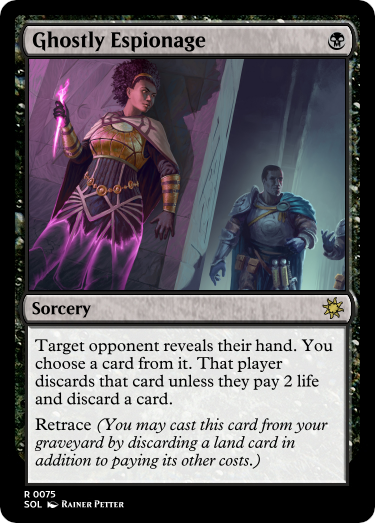 Ghostly Espionage
Sorcery
Target opponent reveals their hand. You
choose a card from it. That player
discards that card unless they pay 2 life
and discard a card.
Retrace (You may cast this card from your
graveyard by discarding a land card in
addition to paying its other costs.)
R 0075
SOL Rainer Petter